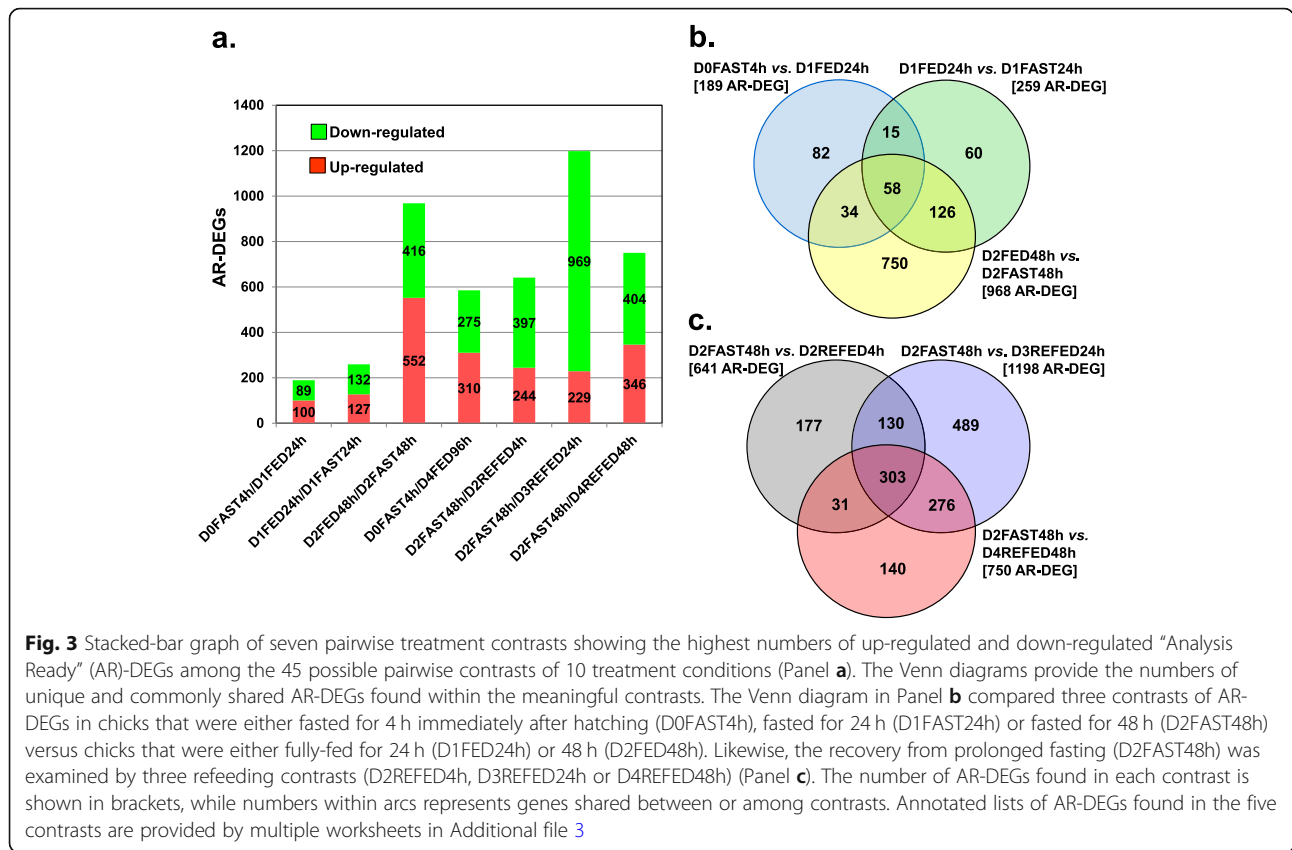 a.
1400
1200
1000
800
600
400
200
0
AR-DEGs
Down-regulated
Up-regulated
89
100
132
127
416
552
275
310
397
244
969
229
404
346
D0FAST4h/D1FED24h
D1FED24h/D1FAST24h
D2FED48h/D2FAST48h
D0FAST4h/D4FED96h
D2FAST48h/D2REFED4h
D2FAST48h/D3REFED24h
D2FAST48h/D4REFED48h
b.
D0FAST4h vs. D1FED24h
[189 AR-DEG]
D1FED24h vs. D1FAST24h
[259 AR-DEG]
82
15
60
58
34
126
750
D2FED48h vs.
D2FAST48h
[968 AR-DEG]
c.
D2FAST48h vs. D2REFED4h
[641 AR-DEG]
D2FAST48h vs. D3REFED24h
[1198 AR-DEG]
177
130
489
303
31
276
140
D2FAST48h vs.
D4REFED48h
[750 AR-DEG]
Fig. 3 Stacked-bar graph of seven pairwise treatment contrasts showing the highest numbers of up-regulated and down-regulated “Analysis
Ready” (AR)-DEGs among the 45 possible pairwise contrasts of 10 treatment conditions (Panel a). The Venn diagrams provide the numbers of
unique and commonly shared AR-DEGs found within the meaningful contrasts. The Venn diagram in Panel b compared three contrasts of AR-
DEGs in chicks that were either fasted for 4 h immediately after hatching (D0FAST4h), fasted for 24 h (D1FAST24h) or fasted for 48 h (D2FAST48h)
versus chicks that were either fully-fed for 24 h (D1FED24h) or 48 h (D2FED48h). Likewise, the recovery from prolonged fasting (D2FAST48h) was
examined by three refeeding contrasts (D2REFED4h, D3REFED24h or D4REFED48h) (Panel c). The number of AR-DEGs found in each contrast is
shown in brackets, while numbers within arcs represents genes shared between or among contrasts. Annotated lists of AR-DEGs found in the five
contrasts are provided by multiple worksheets in Additional file 3